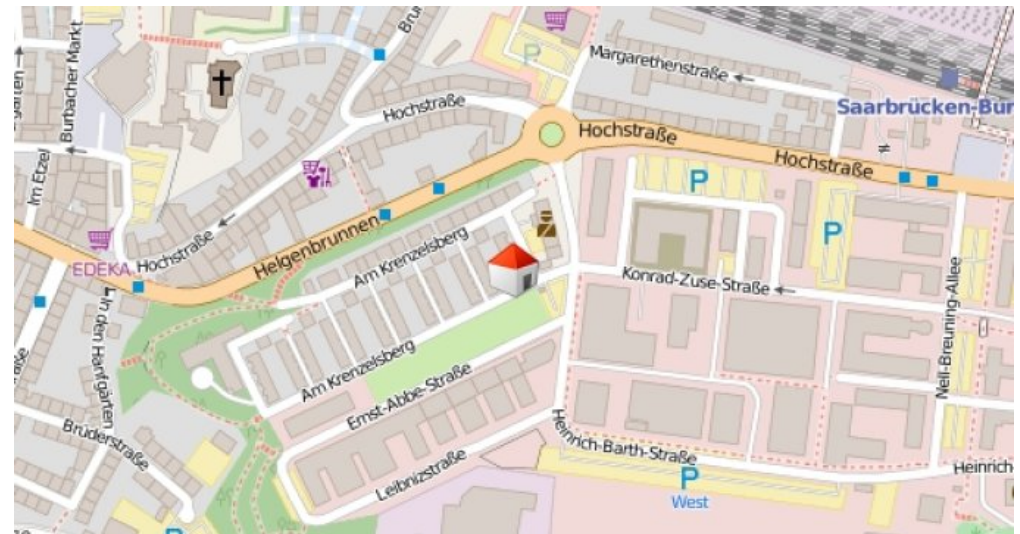 Burbacher Markt
Hochstraße
Margarethenstraße
Saarbrücken-Bur
Hochstraße
Hochstraße
P
P
P
Im Etzel
EDEKA
Hochstraße
Helgenbrunnen
Am Krenzelsberg
Konrad-Zuse-Straße
In den Hanfgärten
Am Krenzelsberg
Ernst-Abbe-Straße
Neil-Breuning-Allee
Brüderstraße
Leibnizstraße
Heinrich-Barth-Straße
Heinrich-
P
West
P